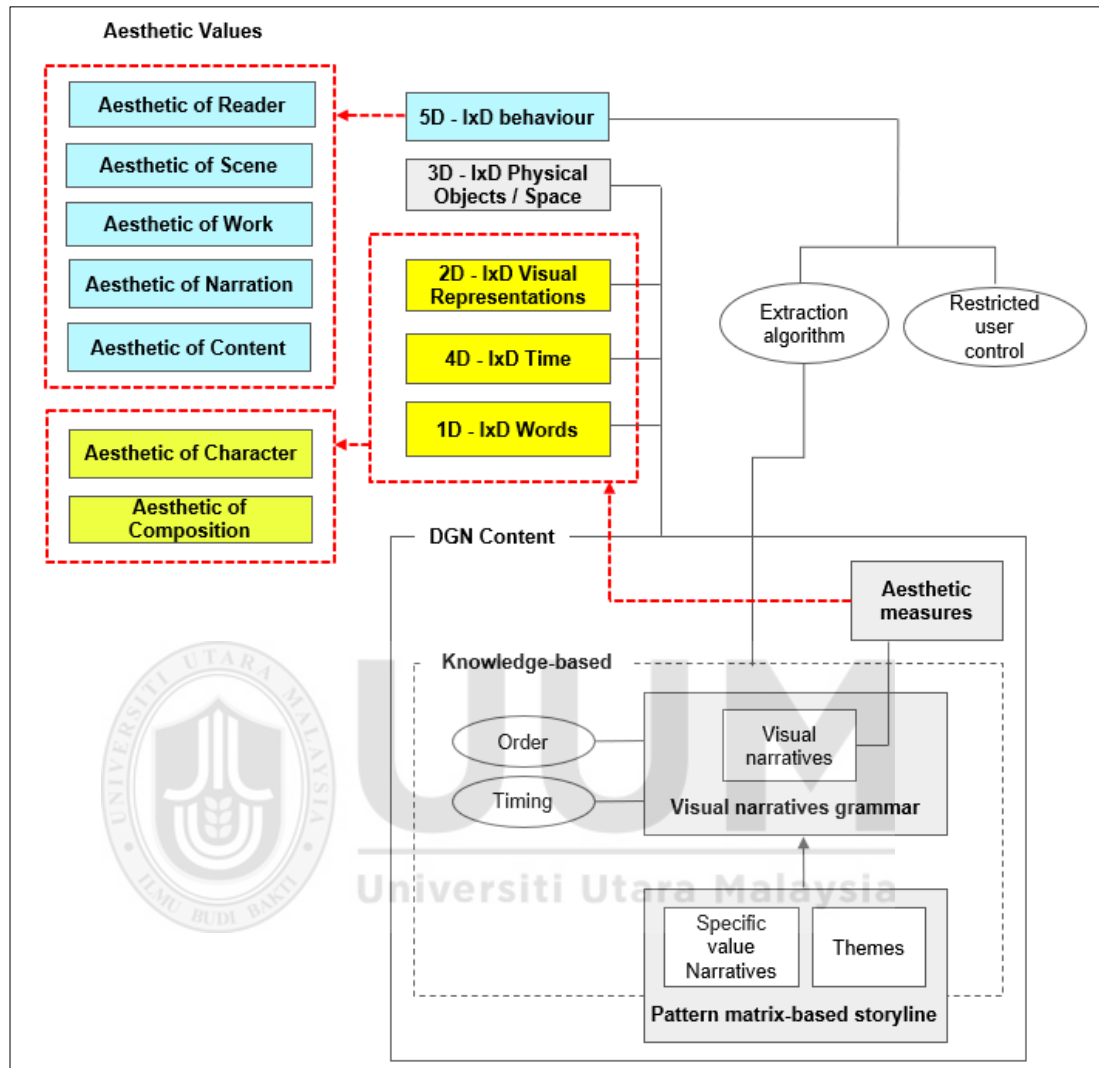 Aesthetic Values
Aesthetic of Reader
Aesthetic of Scene
Aesthetic of Work
Aesthetic of Narration
Aesthetic of Content
Aesthetic of Character
Aesthetic of
Composition
5D - IxD behaviour
3D - IxD Physical
Objects / Space
2D - IxD Visual
Representations
4D - IxD Time
1D - IxD Words
Extraction
algorithm
Restricted
user
control
DGN Content
Aesthetic
measures
Knowledge-based
Order
Timing
Visual
narratives
Visual narratives grammar
Specific
value
Narratives
Themes
Pattern matrix-based storyline
UNIVERSITI UTARA MALAYSIA
ILMU BUDI BAKTI
UUM
Universiti Utara Malaysia